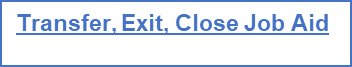 Transfer, Exit, Close Job Aid